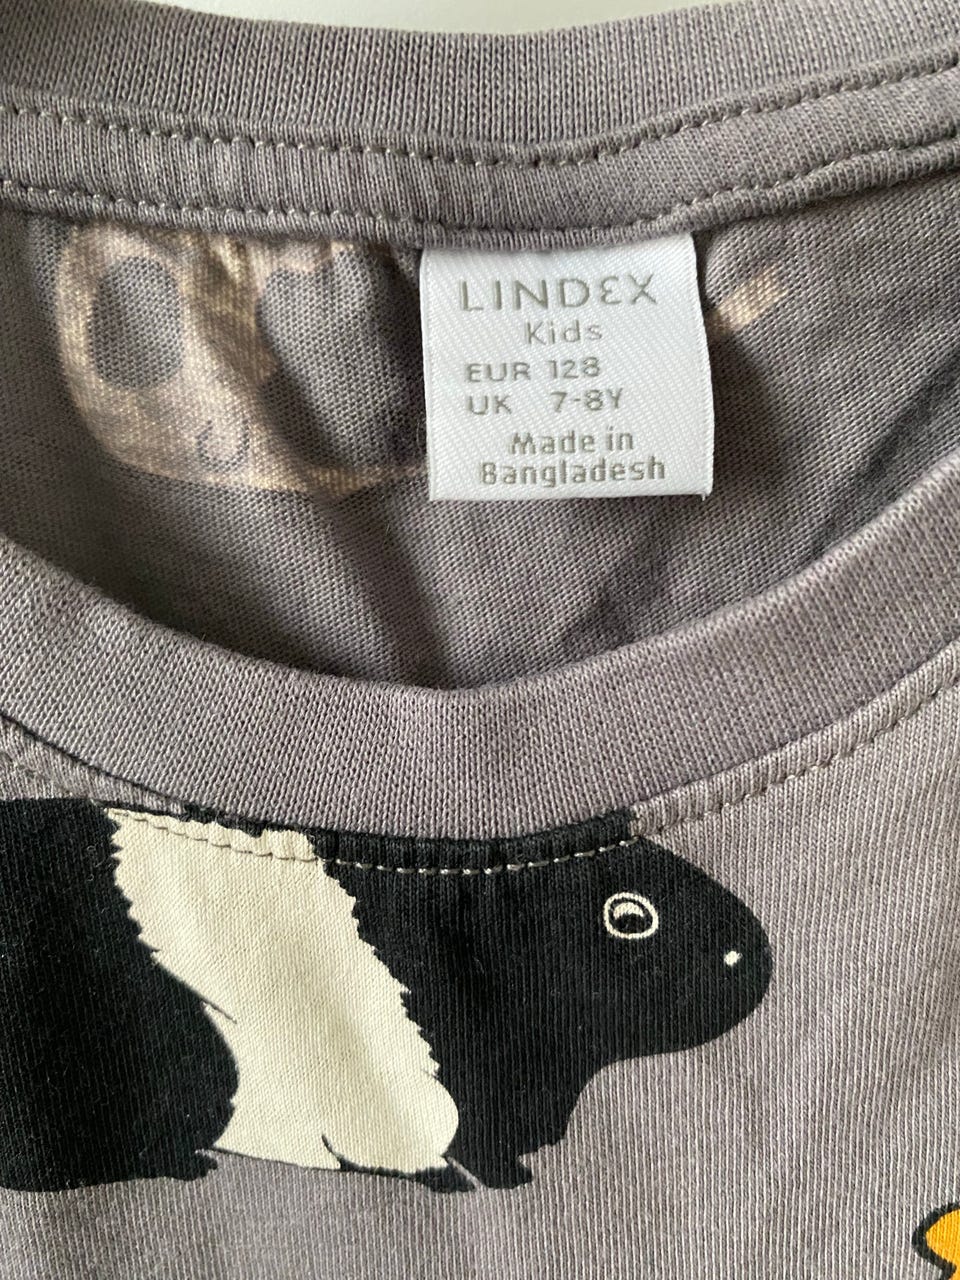 LINDEX
Kids
EUR 128
UK 7-8Y
Made in
Bangladesh